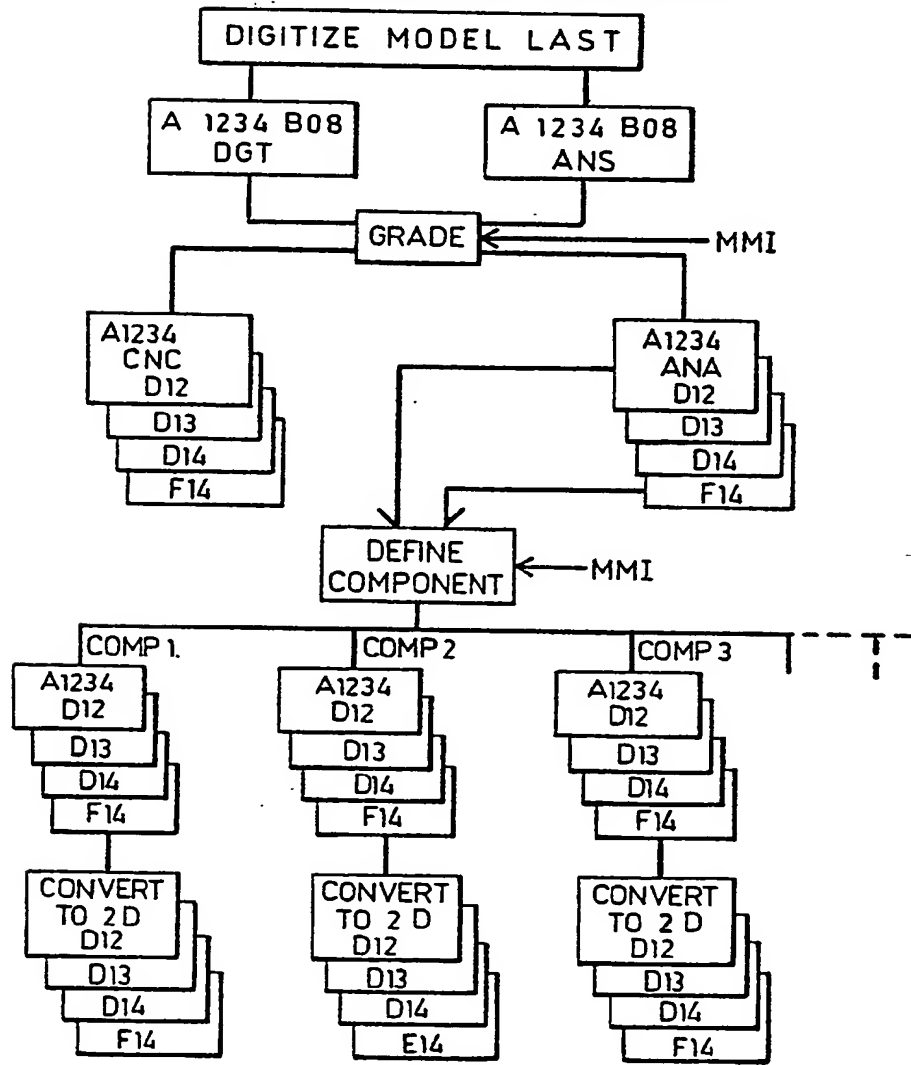 DIGITIZE MODEL LAST
A 1234 B08
DGT
A 1234 B08
ANS
GRADE
MMI
A1234
CNC
D12
D13
D14
F14
A1234
ANA
D12
D13
D14
F14
DEFINE
COMPONENT
MMI
COMP 1.
A1234
D12
D13
D14
F14
COMP 2
A1234
D12
D13
D14
F14
COMP 3
A1234
D12
D13
D14
F14
CONVERT
TO 2D
D12
D13
D14
F14
CONVERT
TO 2 D
D12
D13
D14
E14
CONVERT
TO 2 D
D12
D13
D14
F14